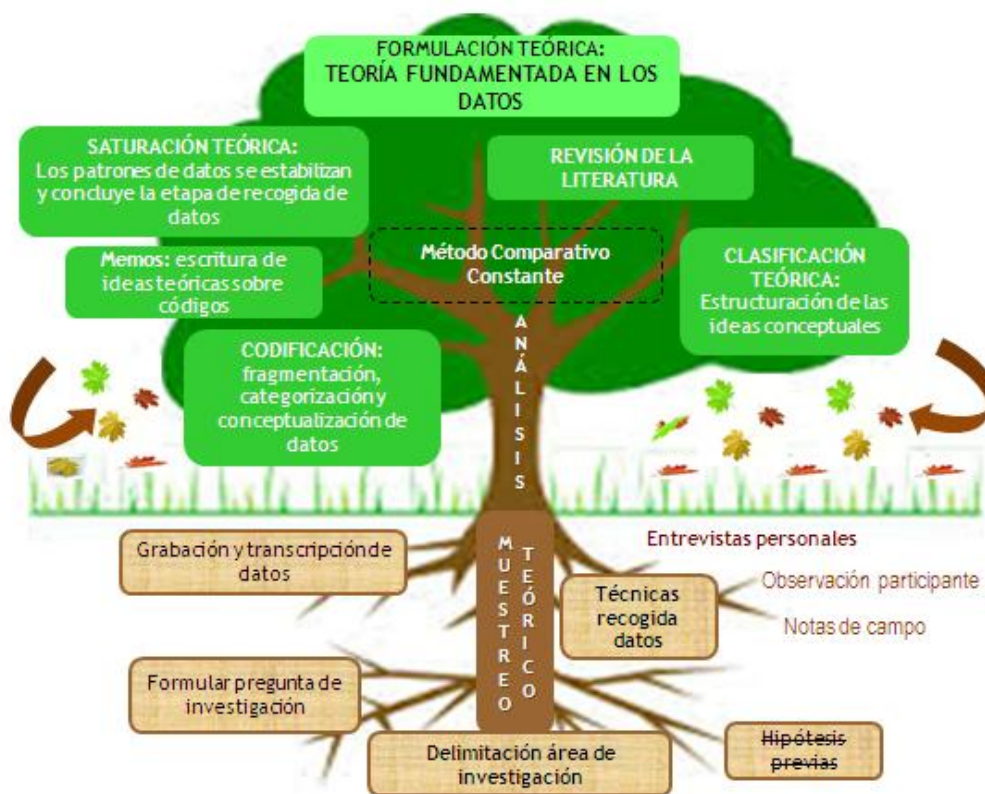 FORMULACIÓN TEÓRICA:
TEORÍA FUNDAMENTADA EN LOS
DATOS
SATURACIÓN TEÓRICA:
Los patrones de datos se estabilizan
y concluye la etapa de recogida de
datos
REVISIÓN DE LA
LITERATURA
Memos: escritura de
ideas teóricas sobre
códigos
Método Comparativo
Constante
CLASIFICACIÓN
TEÓRICA:
Estructuración de las
ideas conceptuales
CODIFICACIÓN:
fragmentación,
categorización y
conceptualización de
datos
ANÁLISIS
Grabación y transcripción de
datos
MUESTREO
TEÓRICO
Técnicas
recogida
datos
Entrevistas personales
Observación participante
Notas de campo
Formular pregunta de
investigación
Delimitación área de
investigación
Hipótesis
previas